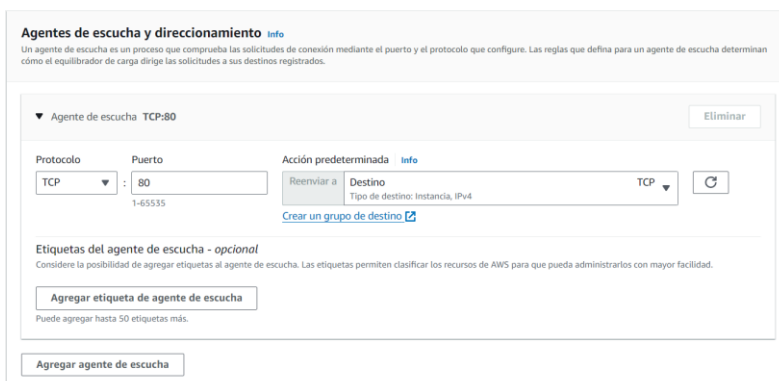 Agentes de escucha y direccionamiento Info
Un agente de escucha es un proceso que comprueba las solicitudes de conexión mediante el puerto y el protocolo que configure. Las reglas que defina para un agente de escucha determinan
cómo el equilibrador de carga dirige las solicitudes a sus destinos registrados.
Agente de escucha TCP:80 Eliminar
Protocolo Puerto Acción predeterminada Info
TCP : 80 Reenviar a Destino TCP
Tipo de destino: Instancia, IPv4
1-65535
Crear un grupo de destino
Etiquetas del agente de escucha - opcional
Considere la posibilidad de agregar etiquetas al agente de escucha. Las etiquetas permiten clasificar los recursos de AWS para que pueda administrarlos con mayor facilidad.
Agregar etiqueta de agente de escucha
Puede agregar hasta 50 etiquetas más.
Agregar agente de escucha